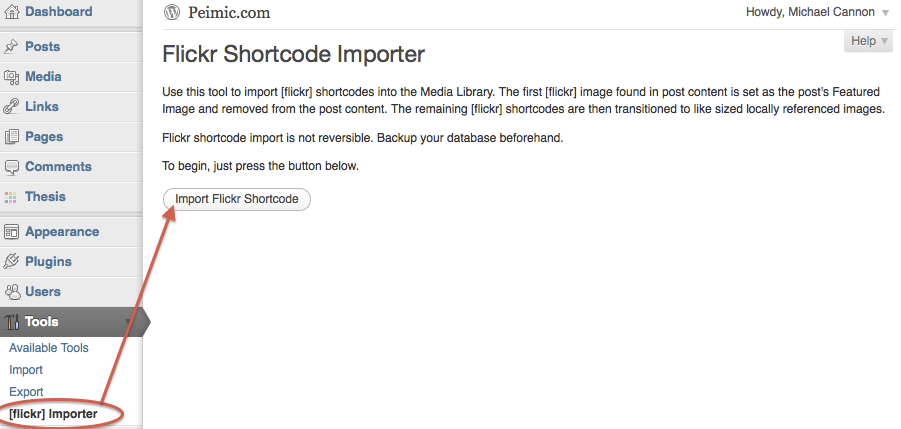 Dashboard
Posts
Media
Links
Pages
Comments
Thesis
Appearance
Plugins
Users
Tools
Available Tools
Import
Export
[flickr] Importer
Peimic.com
Howdy, Michael Cannon
Help
Flickr Shortcode Importer
Use this tool to import [flickr] shortcodes into the Media Library. The first [flickr] image found in post content is set as the post's Featured
Image and removed from the post content. The remaining [flickr] shortcodes are then transitioned to like sized locally referenced images.
Flickr shortcode import is not reversible. Backup your database beforehand.
To begin, just press the button below.
Import Flickr Shortcode